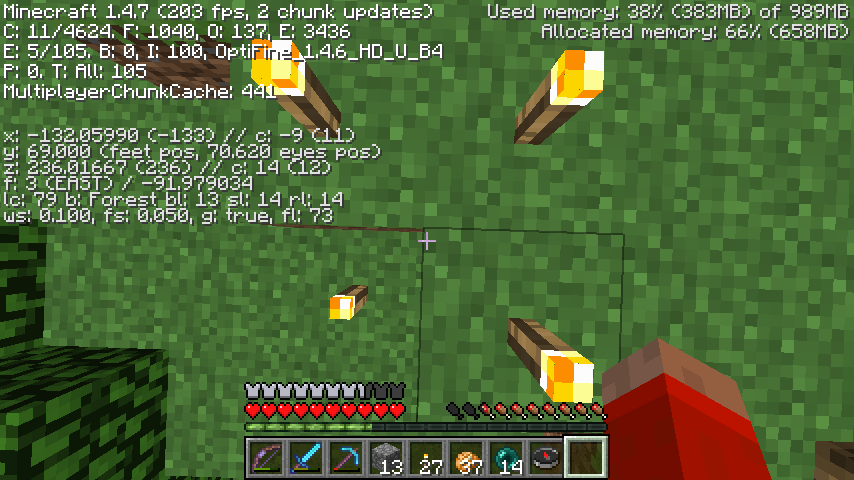 Minecraft 1.4.7 (203 fps, 2 chunk updates)
Used memory: 38% (383MB) of 989MB
C: 11/4624, F: 1040, O: 137, E: 3436
Allocated memory: 66% (658MB)
E: 5/105, B: 0, I: 100, OptiFine_1.4.6_HD_U_B4
P: 0, T: All: 105
MultiplayerChunkCache: 441
x: -132.05990 (-133) // c: -9 (11)
y: 69.000 (feet pos, 70.620 eyes pos)
z: 236.01667 (236) // c: 14 (12)
f: 3 (EAST) / -91.979034
lc: 79 b: Forest bl: 13 sl: 14 rl: 14
ws: 0.100, fs: 0.050, g: true, fl: 73
13 27 37 14